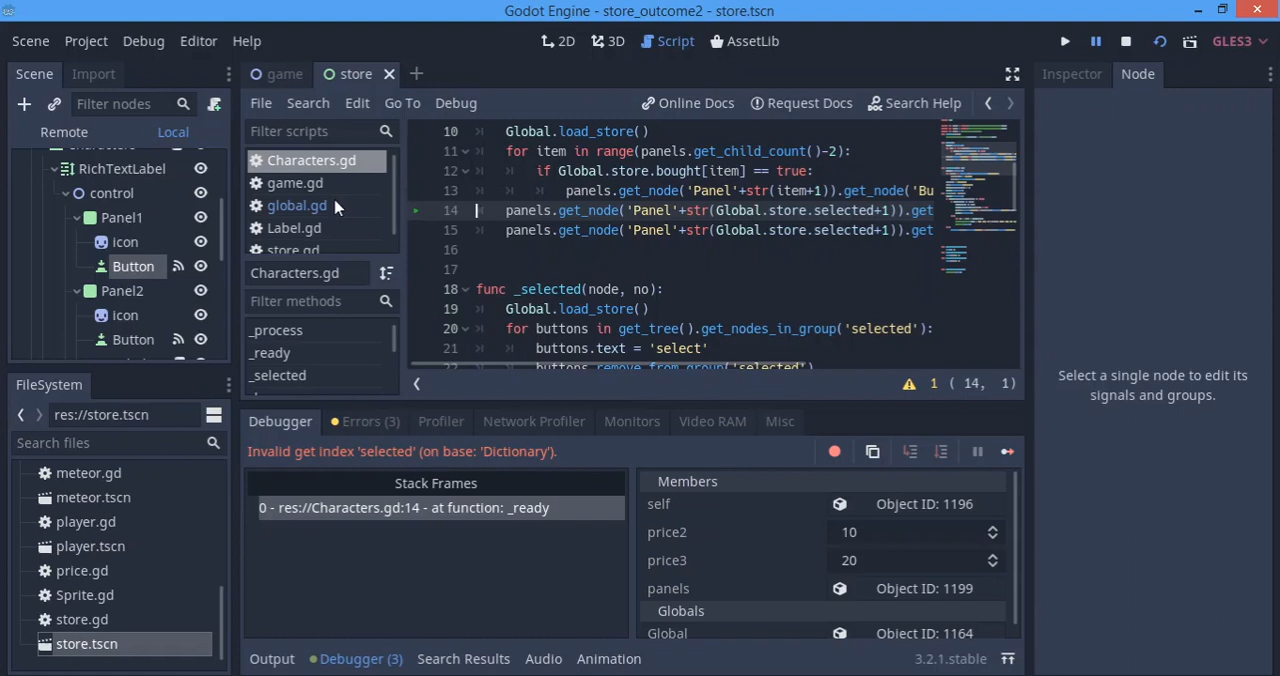 Godot Engine - store_outcome2 - store.tscn
Scene Project Debug Editor Help
2D 3D Script AssetLib
GLES3
Scene Import
Filter nodes
Remote Local
RichTextLabel
control
Panel1
Icon
Button
Panel2
icon
Button
FileSystem
res://store.tscn
Search files
meteor.gd
meteor.tscn
player.gd
player.tscn
price.gd
Sprite.gd
store.gd
store.tscn
game store
File Search Edit Go To Debug
Online Docs Request Docs Search Help
Filter scripts
Characters.gd
game.gd
global.gd
Label.gd
store.gd
Characters.gd
Filter methods
_process
_ready
_selected
10 Global.load_store()
11 for item in range(panels.get_child_count()-2):
12 if Global.store.bought[item] == true:
13 panels.get_node('Panel'+str(item+1)).get_node('Bu
14 panels.get_node('Panel'+str(Global.store.selected+1)).get
15 panels.get_node('Panel'+str(Global.store.selected+1)).get
16
17
18 func _selected(node, no):
19 Global.load_store()
20 for buttons in get_tree().get_nodes_in_group('selected'):
21 buttons.text = 'select'
22 buttons.remove_from_group('selected')
1 ( 14, 1)
Debugger Errors (3) Profiler Network Profiler Monitors Video RAM Misc
Invalid get index 'selected' (on base: 'Dictionary').
Stack Frames
0 - res://Characters.gd:14 - at function: _ready
Members
self Object ID: 1196
price2 10
price3 20
panels Object ID: 1199
Globals
Global Object ID: 1164
Output Debugger (3) Search Results Audio Animation
3.2.1.stable
Inspector Node
Select a single node to edit its
signals and groups.